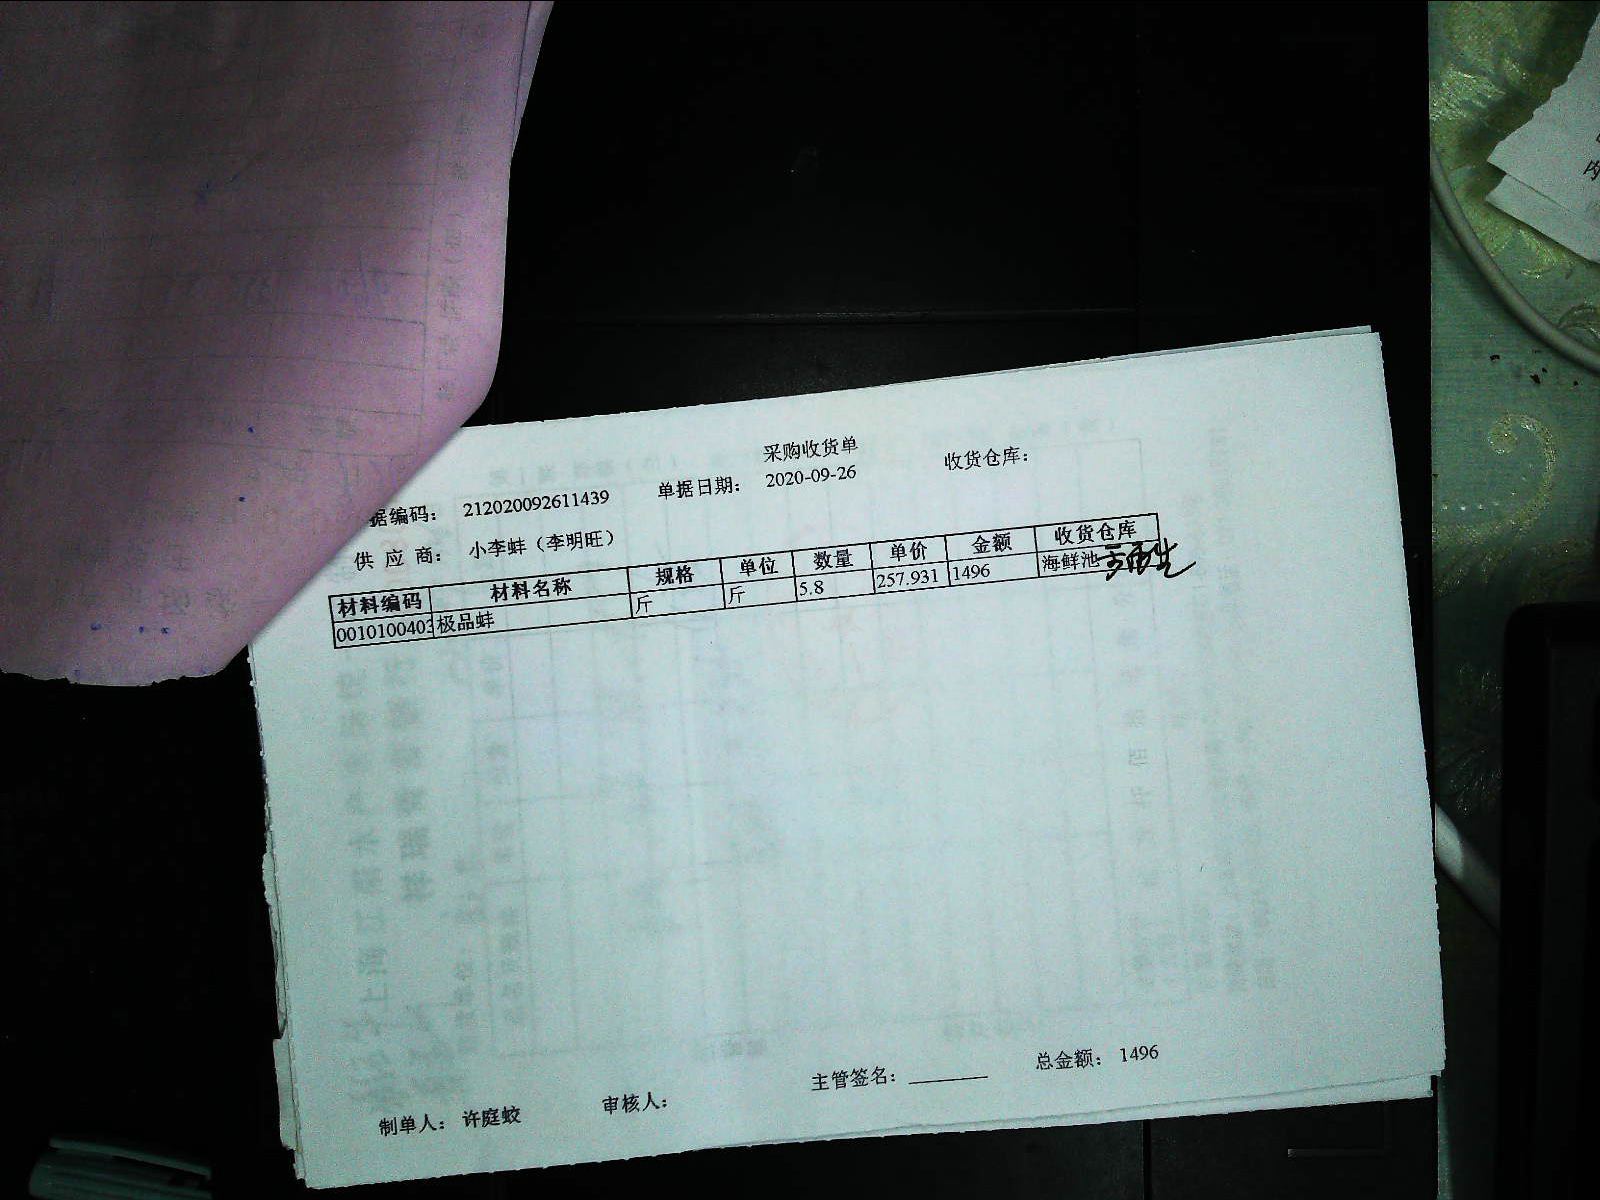 采购收货单
据编码： 212020092611439 单据日期： 2020-09-26 收货仓库：
供 应 商： 小李蚌（李明旺）
材料编码 材料名称 规格 单位 数量 单价 金额 收货仓库
0010100403 极品蚌 斤 斤 5.8 257.931 1496 海鲜池
制单人： 许庭蛟 审核人： 主管签名： 总金额： 1496